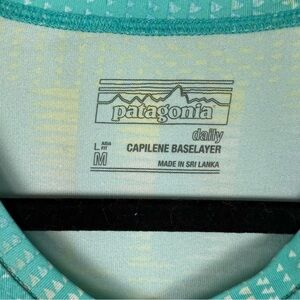 patagonia
daily
L ASIA FIT
M
CAPILENE BASELAYER
MADE IN SRI LANKA